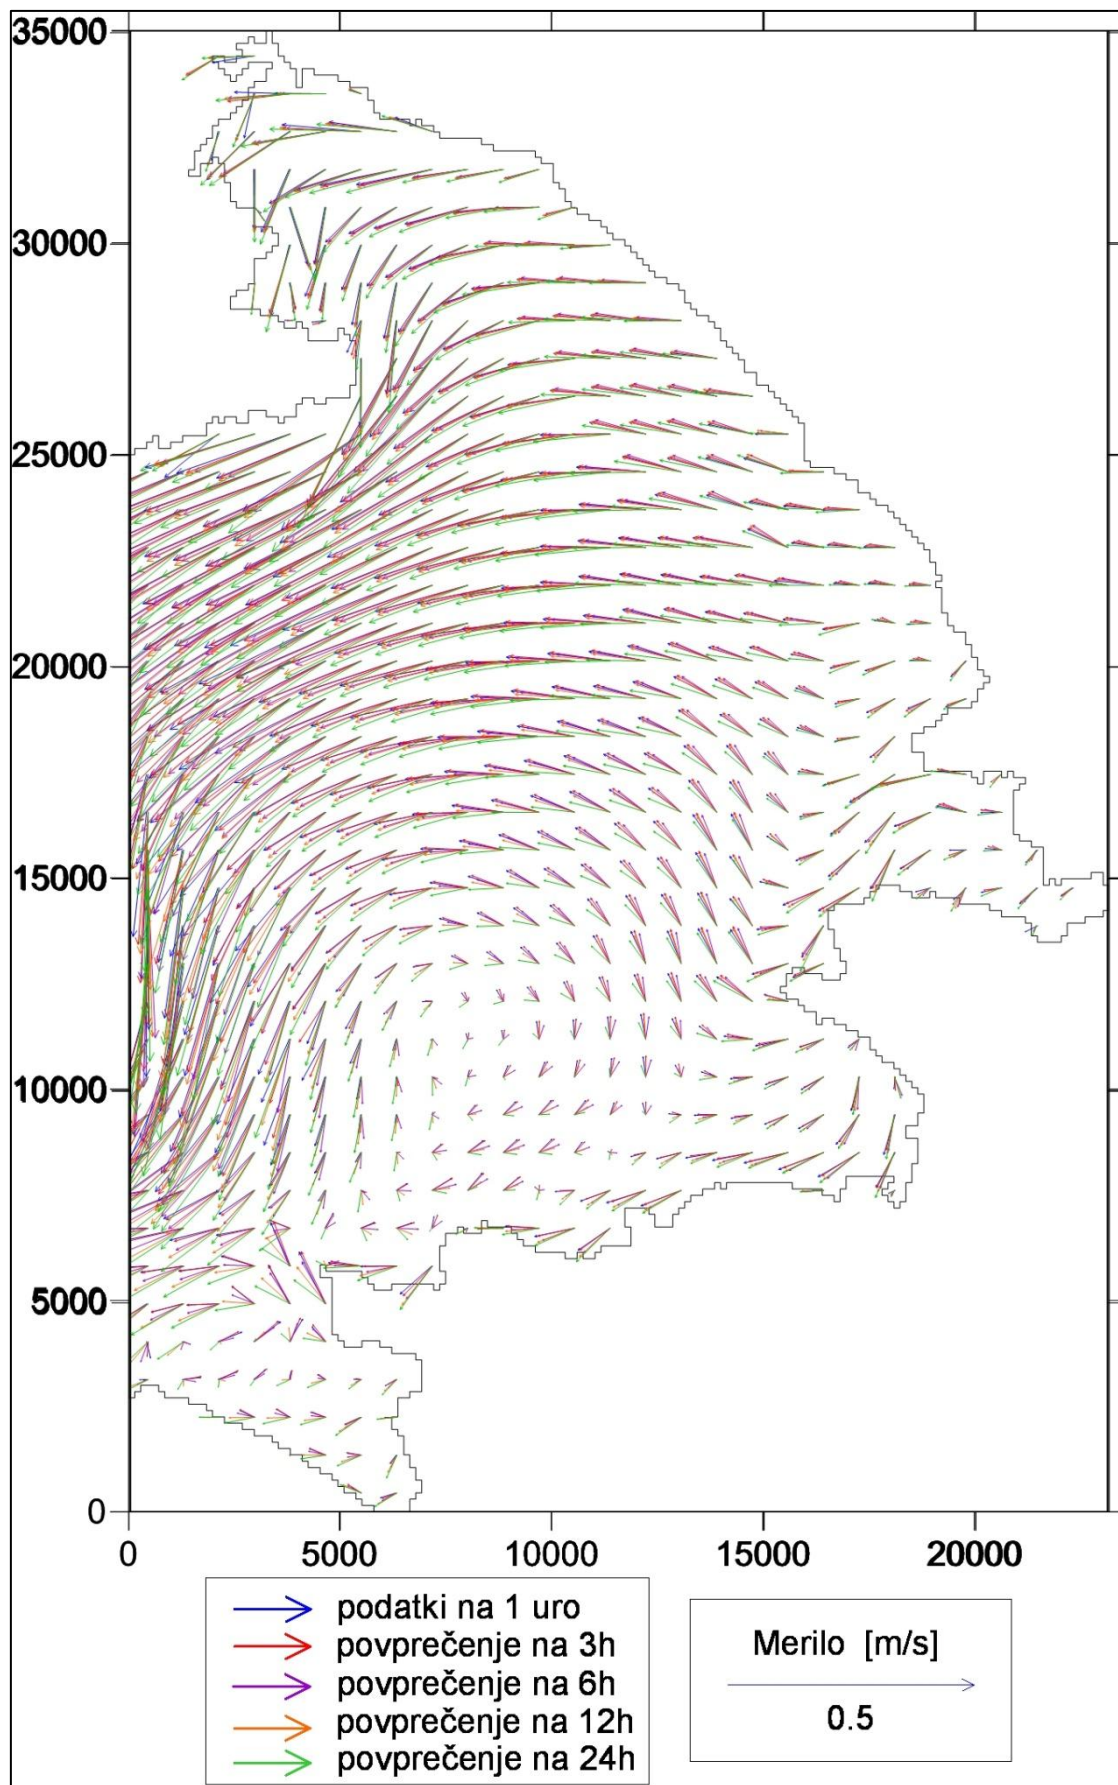 35000
30000
25000
20000
15000
10000
5000
0
0 5000 10000 15000 20000
podatki na 1 uro
povprečenje na 3h
povprečenje na 6h
povprečenje na 12h
povprečenje na 24h
Merilo [m/s]
0.5